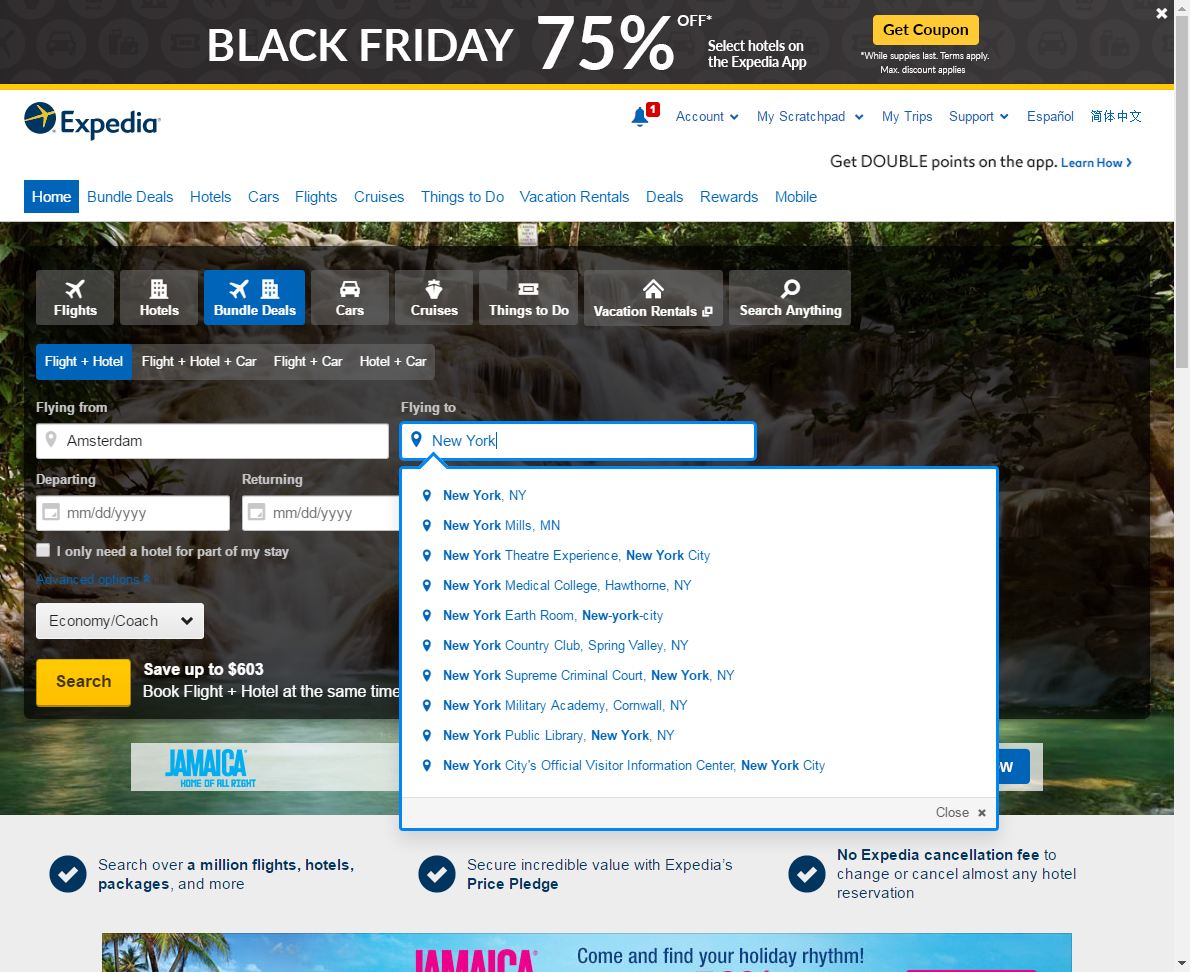 BLACK FRIDAY 75% OFF*
Select hotels on
the Expedia App
Get Coupon
*While suppies last. Terms apply.
Max. discount applies
Expedia
1
Account
My Scratchpad
My Trips
Support
Español
简体中文
Get DOUBLE points on the app. Learn How
Home
Bundle Deals
Hotels
Cars
Flights
Cruises
Things to Do
Vacation Rentals
Deals
Rewards
Mobile
Flights
Hotels
Bundle Deals
Cars
Cruises
Things to Do
Vacation Rentals
Search Anything
Flight + Hotel
Flight + Hotel + Car
Flight + Car
Hotel + Car
Flying from
Flying to
Amsterdam
New York
Departing
Returning
mm/dd/yyyy
mm/dd/yyyy
I only need a hotel for part of my stay
Advanced options
Economy/Coach
Search
Save up to $603
Book Flight + Hotel at the same time
New York, NY
New York Mills, MN
New York Theatre Experience, New York City
New York Medical College, Hawthorne, NY
New York Earth Room, New-york-city
New York Country Club, Spring Valley, NY
New York Supreme Criminal Court, New York, NY
New York Military Academy, Cornwall, NY
New York Public Library, New York, NY
New York City's Official Visitor Information Center, New York City
Close
JAMAICA
HOME OF ALL RIGHT
Search over a million flights, hotels,
packages, and more
Secure incredible value with Expedia's
Price Pledge
No Expedia cancellation fee to
change or cancel almost any hotel
reservation
JAMAICA
Come and find your holiday rhythm!